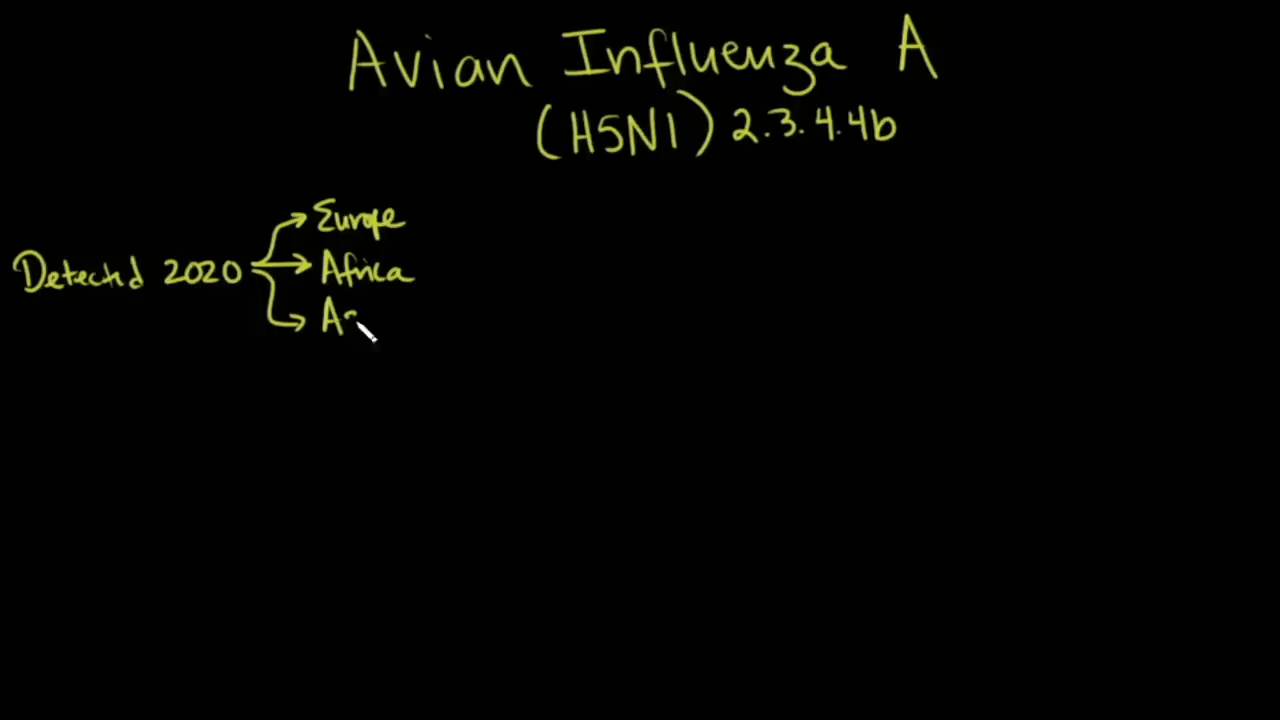 Avian Influenza A
(H5N1) 2.3.4.4b
Detected 2020
Europe
Africa